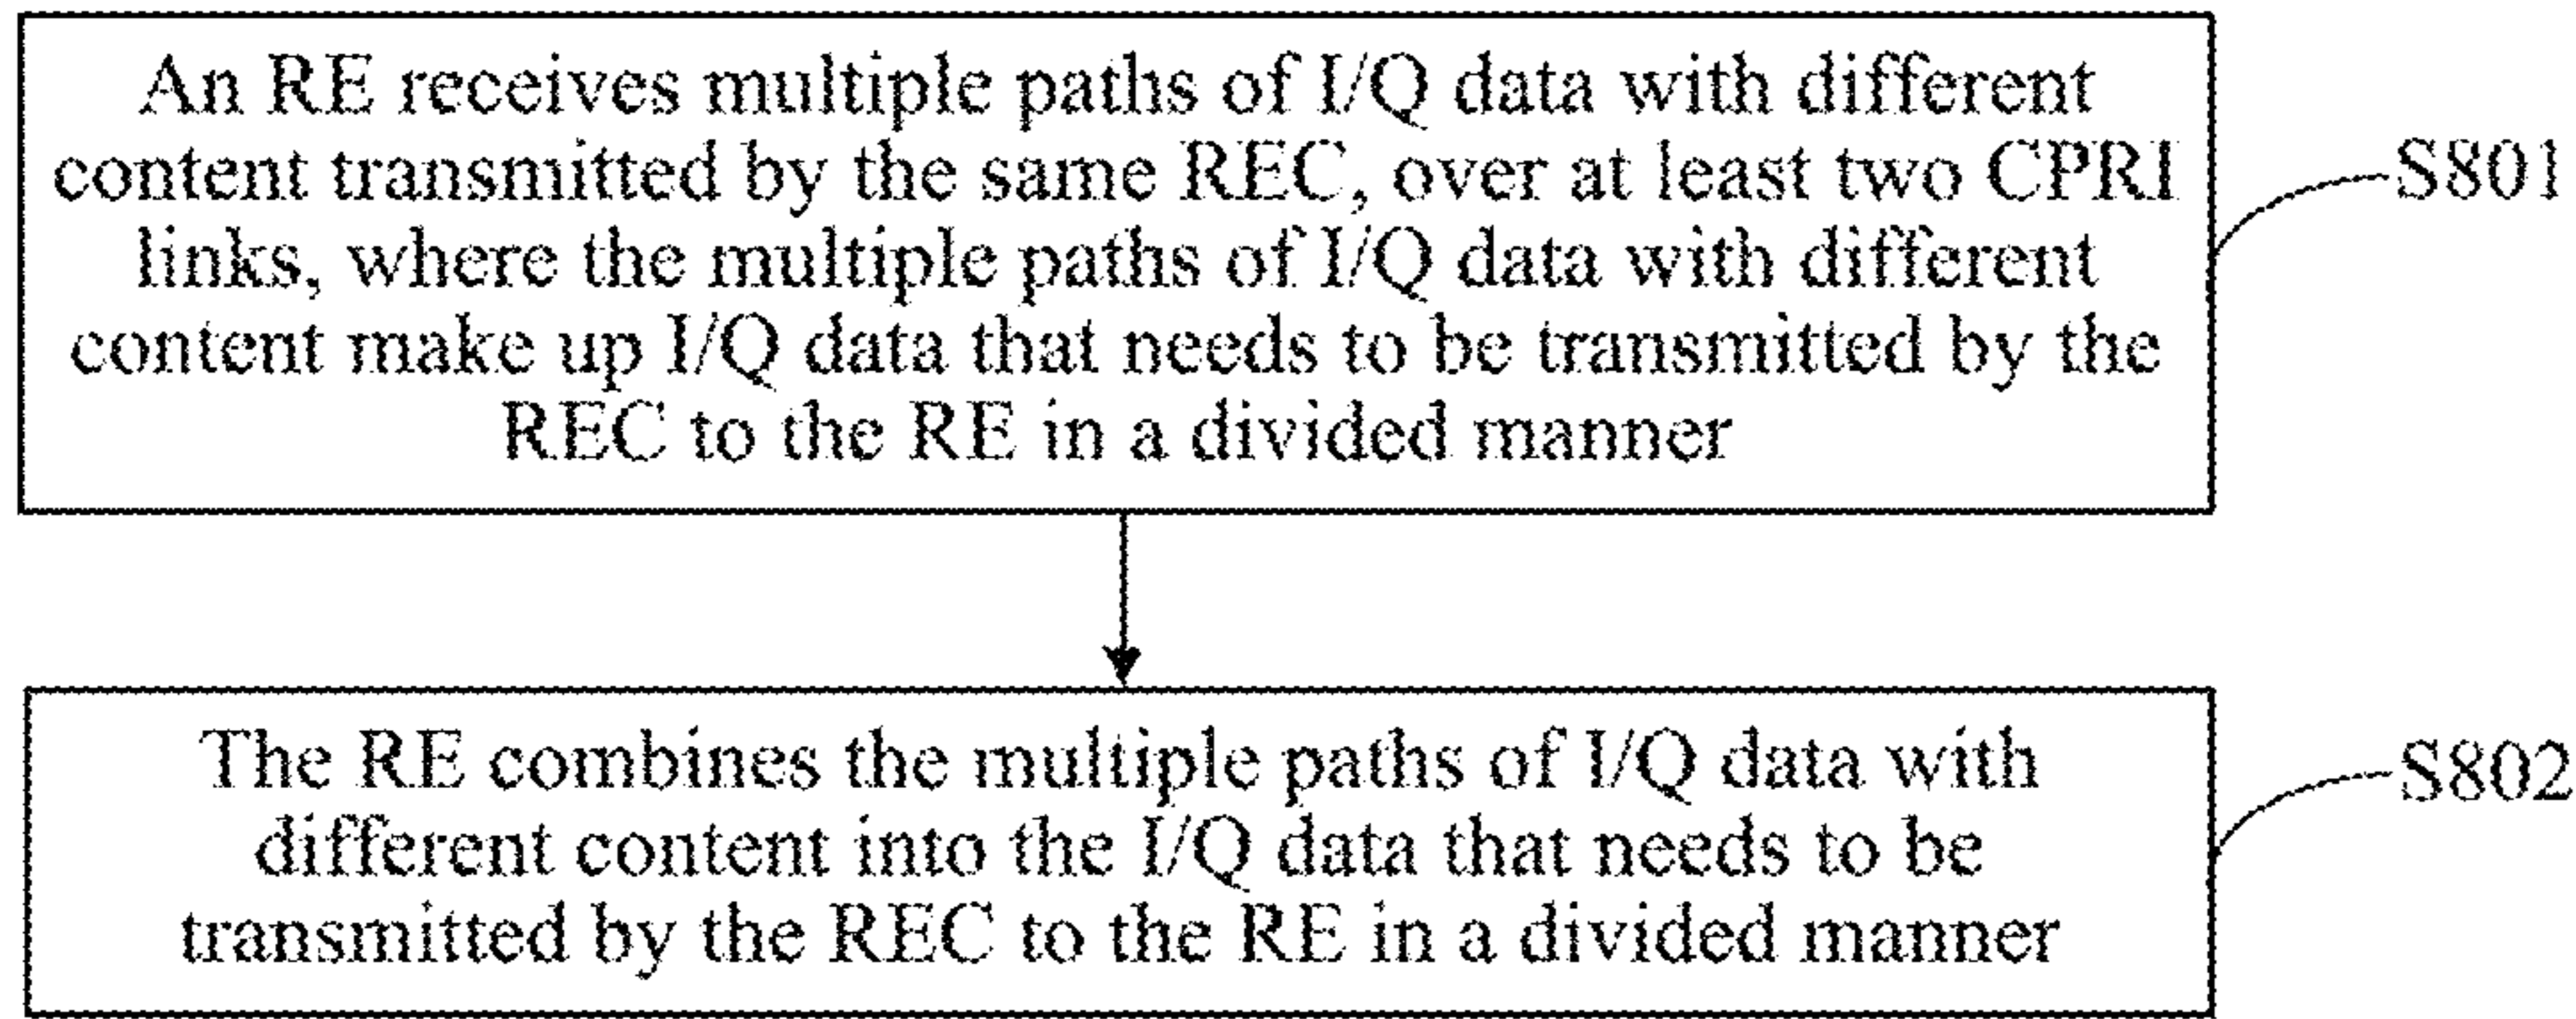 An RE receives multiple paths of I/Q data with different
content transmitted by the same REC, over at least two CPRI
links, where the multiple paths of I/Q data with different
content make up I/Q data that needs to be transmitted by the
REC to the RE in a divided manner
S801
The RE combines the multiple paths of I/Q data with
different content into the I/Q data that needs to be
transmitted by the REC to the RE in a divided manner
S802